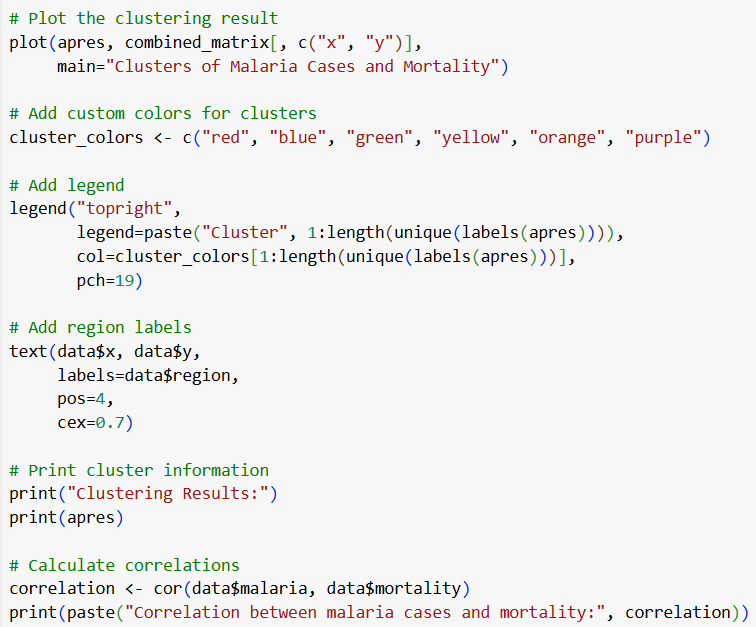 # Plot the clustering result
plot(apres, combined_matrix[, c("x", "y")],
     main="Clusters of Malaria Cases and Mortality")

# Add custom colors for clusters
cluster_colors <- c("red", "blue", "green", "yellow", "orange", "purple")

# Add legend
legend("topright",
       legend=paste("Cluster", 1:length(unique(labels(apres)))),
       col=cluster_colors[1:length(unique(labels(apres)))],
       pch=19)

# Add region labels
text(data$x, data$y,
     labels=data$region,
     pos=4,
     cex=0.7)

# Print cluster information
print("Clustering Results:")
print(apres)

# Calculate correlations
correlation <- cor(data$malaria, data$mortality)
print(paste("Correlation between malaria cases and mortality:", correlation))